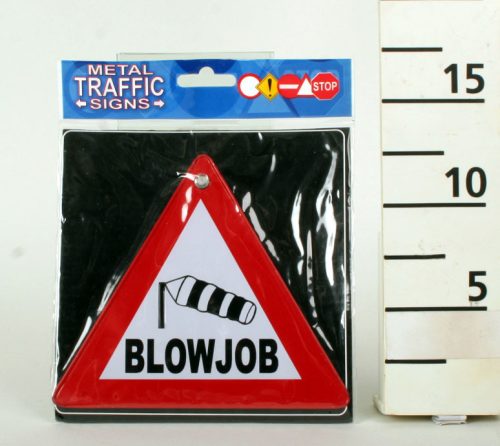 METAL
TRAFFIC
SIGNS
STOP
BLOWJOB
15
10
5